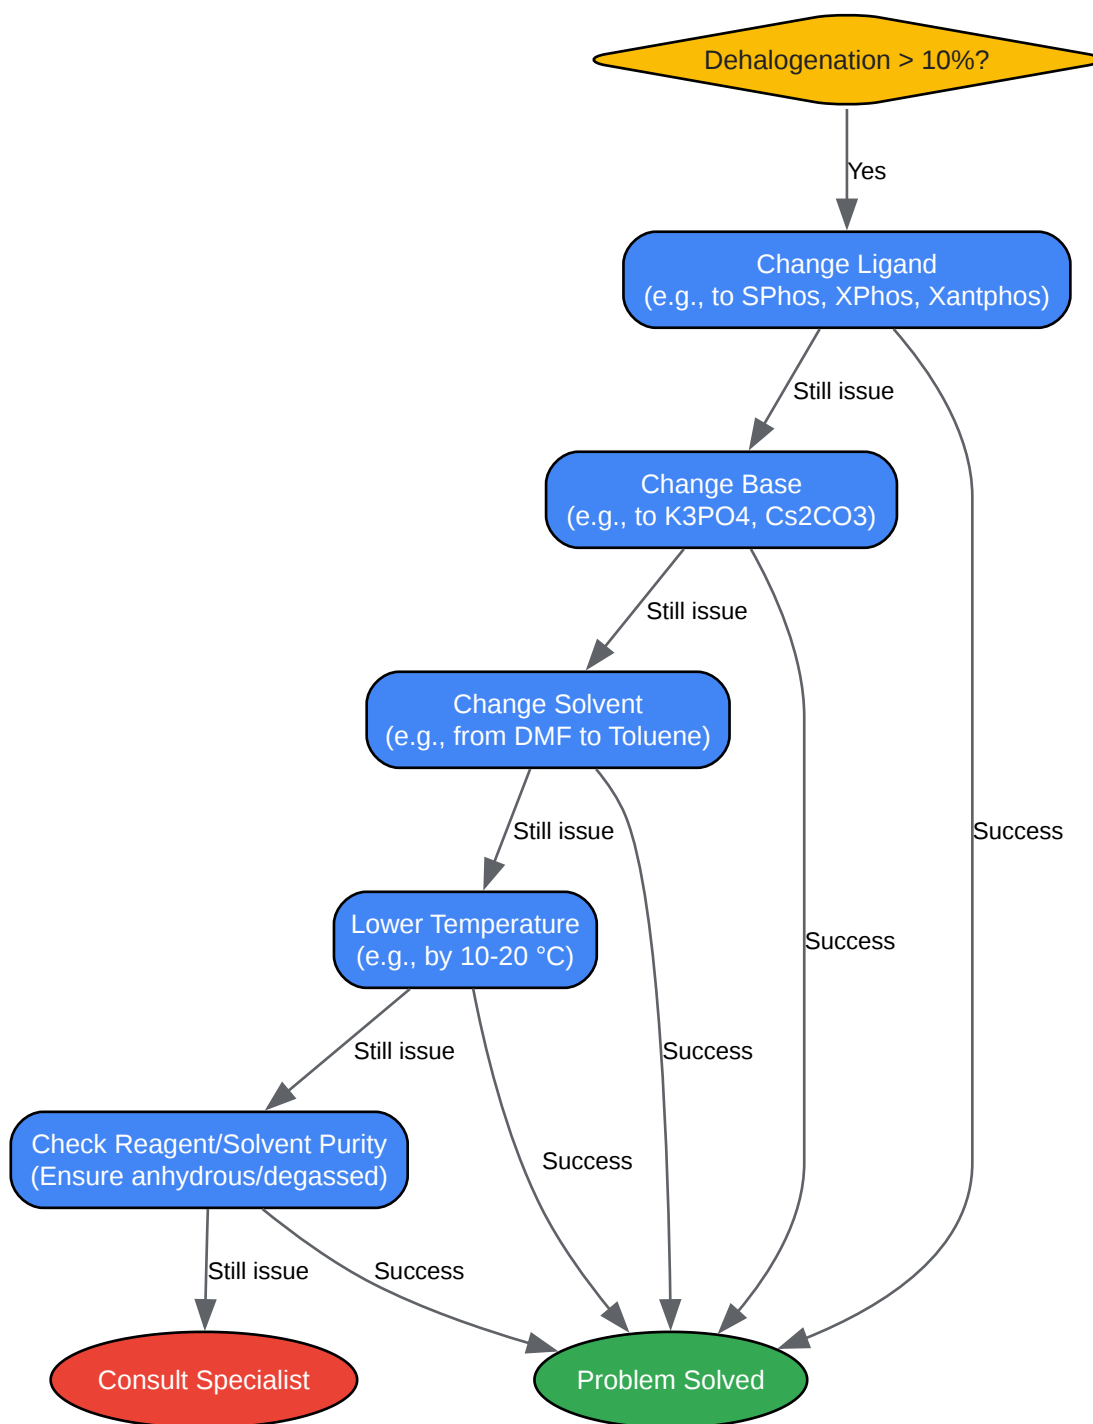 Dehalogenation > 10%?
Yes
Change Ligand
(e.g., to SPhos, XPhos, Xantphos)
Still issue
Change Base
(e.g., to K3PO4, Cs2CO3)
Still issue
Change Solvent
(e.g., from DMF to Toluene)
Still issue
Success
Lower Temperature
(e.g., by 10-20 °C)
Success
Still issue
Success
Check Reagent/Solvent Purity
(Ensure anhydrous/degassed)
Success
Still issue
Success
Consult Specialist
Problem Solved